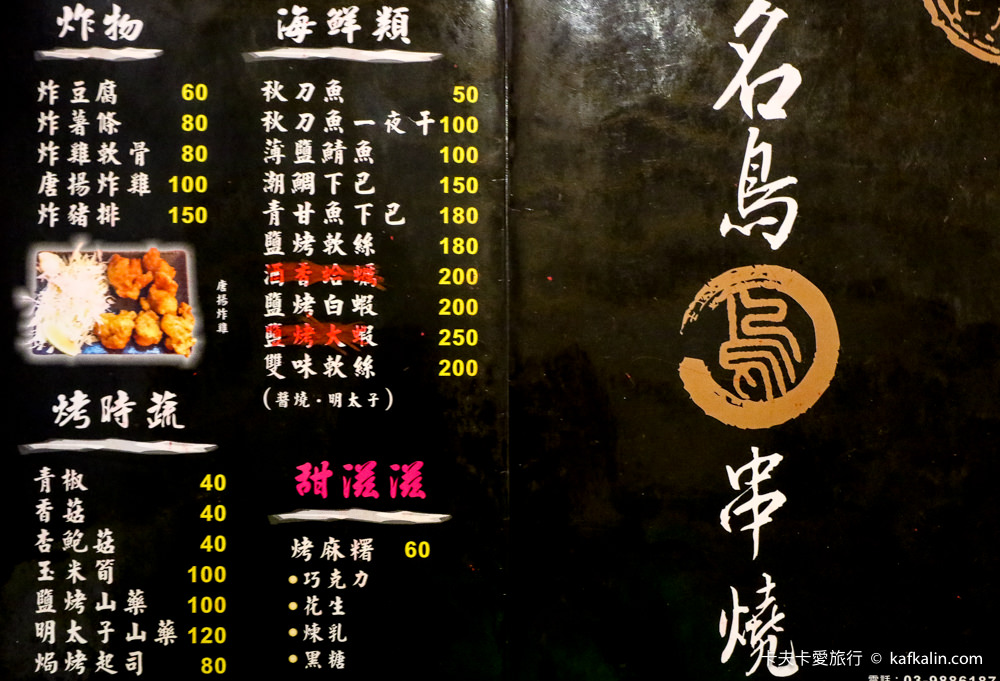 炸物
炸豆腐 60
炸薯條 80
炸雞軟骨 80
唐揚炸雞 100
炸豬排 150
唐揚炸雞
烤時蔬
青椒 40
香菇 40
杏鮑菇 40
玉米筍 100
鹽烤山藥 100
明太子山藥 120
焗烤起司 80
海鮮類
秋刀魚 50
秋刀魚一夜干 100
薄鹽鯖魚 100
潮鯛下巴 150
青甘魚下巴 180
鹽烤軟絲 180
酒香蛤蠣 200
鹽烤白蝦 200
鹽烤大蝦 250
雙味軟絲 200
(醬燒·明太子)
甜滋滋
烤麻糬 60
•巧克力
•花生
•煉乳
•黑糖
名鳥
串燒
卡夫卡愛旅行 © kafkalin.com
電話：03-9886187